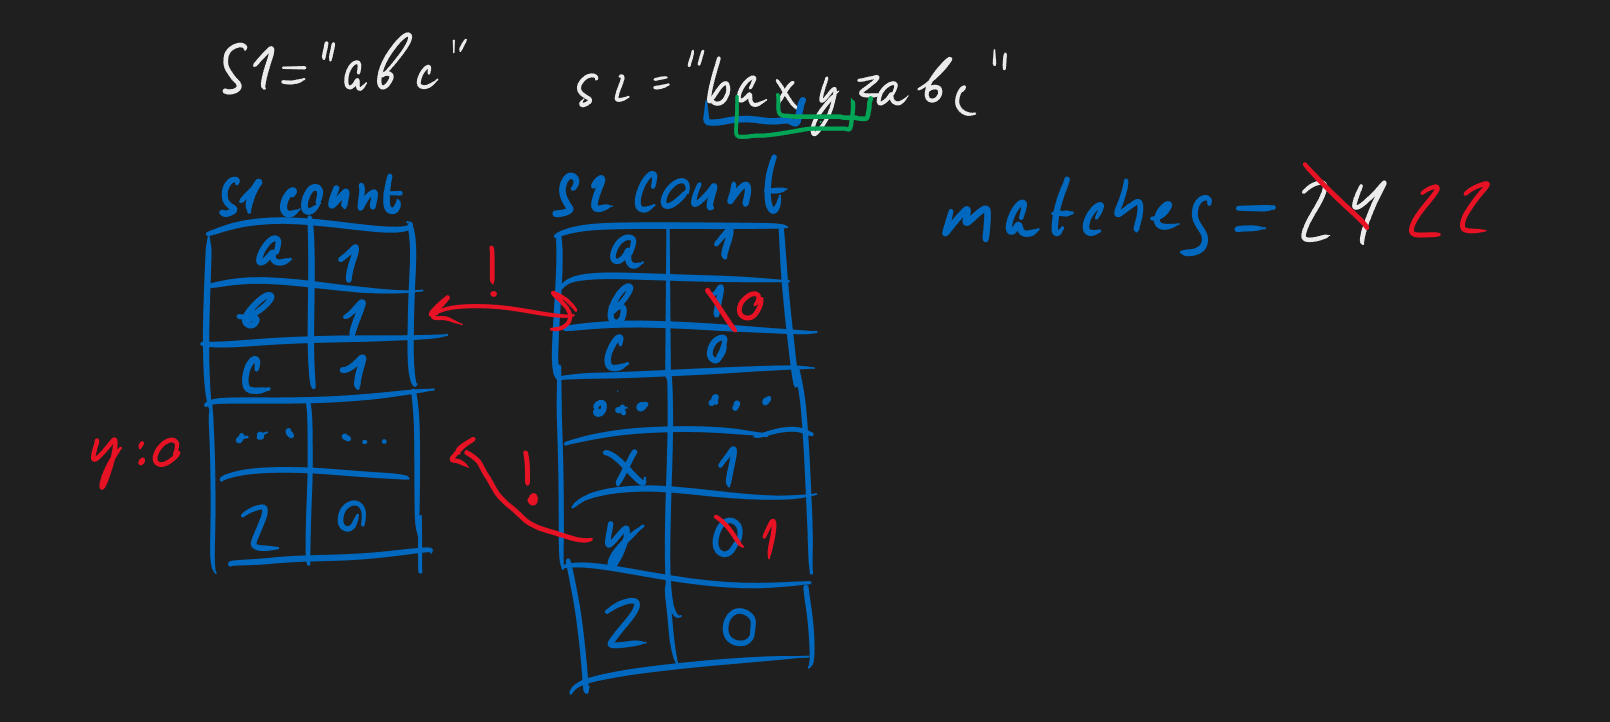 S1="abc"
s2="baxyzabc"
s1 count
s2 count
matches = 24 22
a 1
b 1
c 1
... ...
z 0
y:0
!
!
a 1
b 1 0
c 0
... ...
x 1
y 0 1
z 0